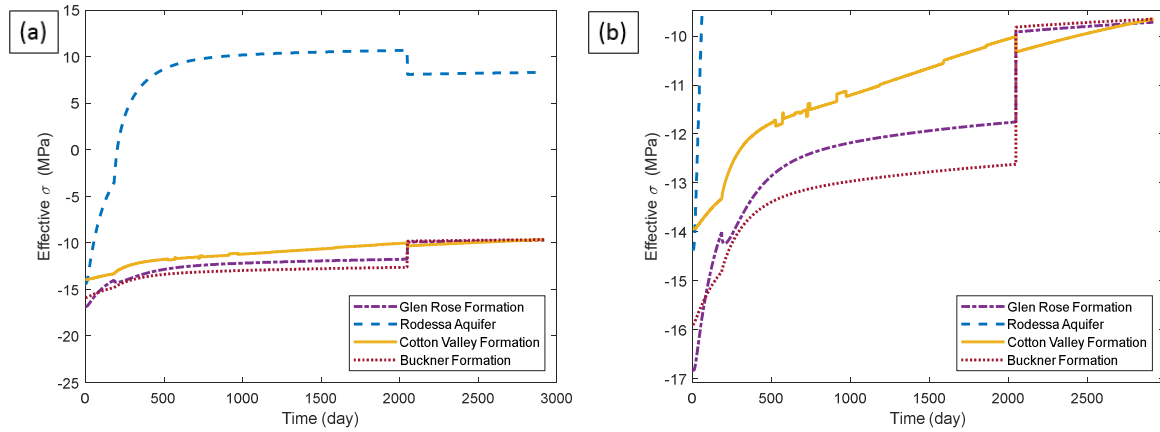 (a)
15
10
5
0
-5
-10
-15
-20
-25
Effective σ (MPa)
0
500
1000
1500
2000
2500
3000
Time (day)
Glen Rose Formation
Rodessa Aquifer
Cotton Valley Formation
Buckner Formation
(b)
-10
-11
-12
-13
-14
-15
-16
-17
Effective σ (MPa)
0
500
1000
1500
2000
2500
Time (day)
Glen Rose Formation
Rodessa Aquifer
Cotton Valley Formation
Buckner Formation